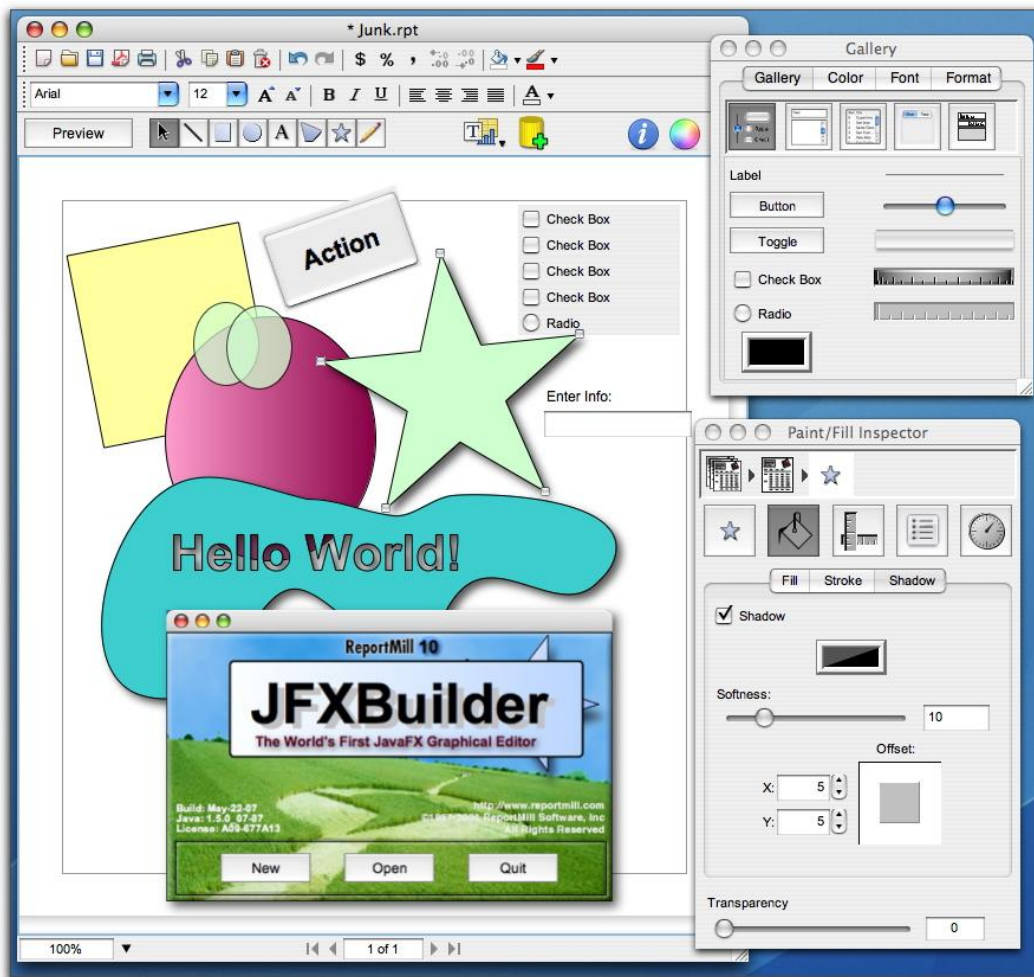 * Junk.rpt
$ % ,
Arial 12 A A B I U A
Preview A T
Action
Check Box
Check Box
Check Box
Check Box
Radio
Enter Info:
Hello World!
ReportMill 10
JFXBuilder
The World's First JavaFX Graphical Editor
Build: May-22-07
Java: 1.5.0_07-87
License: A09-677A13
http://www.reportmill.com
ReportMill Software, Inc
All Rights Reserved
New Open Quit
100% 1 of 1
Gallery
Gallery Color Font Format
Label
Button
Toggle
Check Box
Radio
Paint/Fill Inspector
Fill Stroke Shadow
Shadow
Softness:
10
Offset:
X: 5
Y: 5
Transparency
0